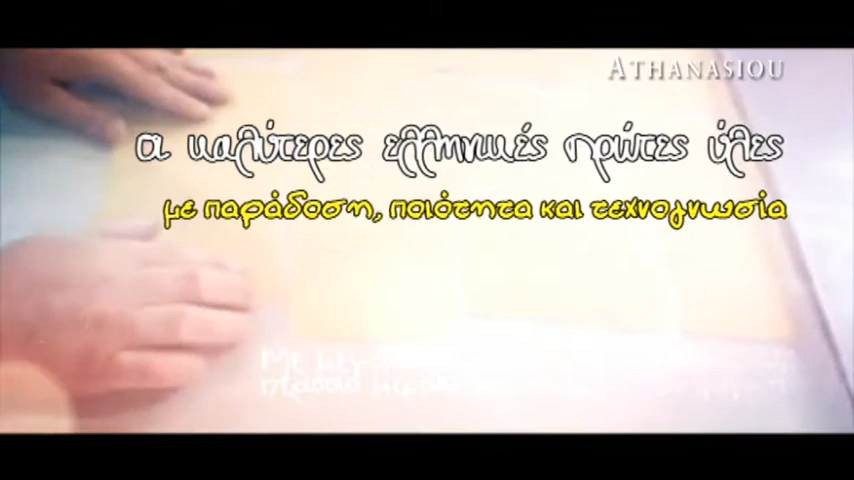 ATHANASIOU
οι καλύτερες ελληνικές πρώτες ύλες
με παράδοση, ποιότητα και τεχνογνωσία